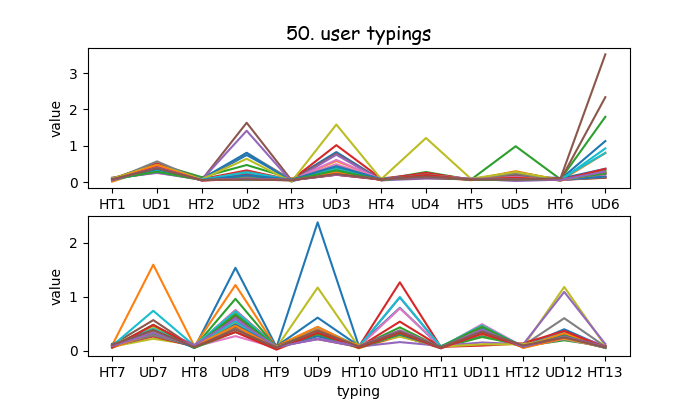 50. user typings
value
3
2
1
0
HT1 UD1 HT2 UD2 HT3 UD3 HT4 UD4 HT5 UD5 HT6 UD6
value
2
1
0
HT7 UD7 HT8 UD8 HT9 UD9 HT10 UD10 HT11 UD11 HT12 UD12 HT13
typing